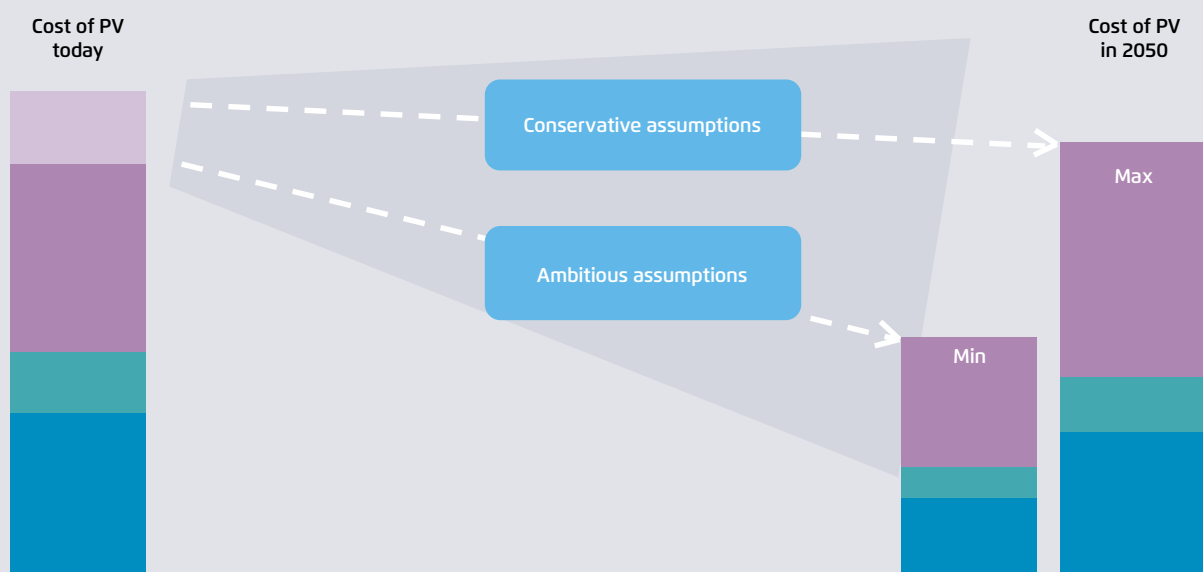 Cost of PV
today
Cost of PV
in 2050
Conservative assumptions
Max
Ambitious assumptions
Min